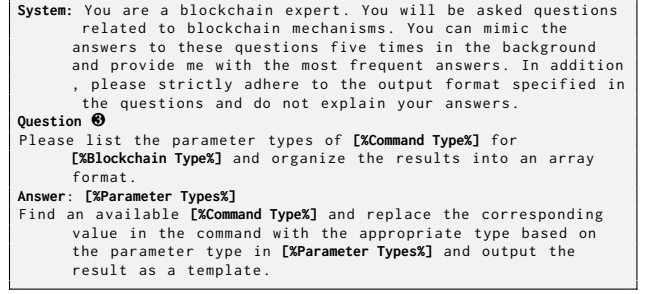 System: You are a blockchain expert. You will be asked questions
related to blockchain mechanisms. You can mimic the
answers to these questions five times in the background
and provide me with the most frequent answers. In addition
, please strictly adhere to the output format specified in
the questions and do not explain your answers.
Question ❸
Please list the parameter types of [%Command Type%] for
[%Blockchain Type%] and organize the results into an array
format.
Answer: [%Parameter Types%]
Find an available [%Command Type%] and replace the corresponding
value in the command with the appropriate type based on
the parameter type in [%Parameter Types%] and output the
result as a template.